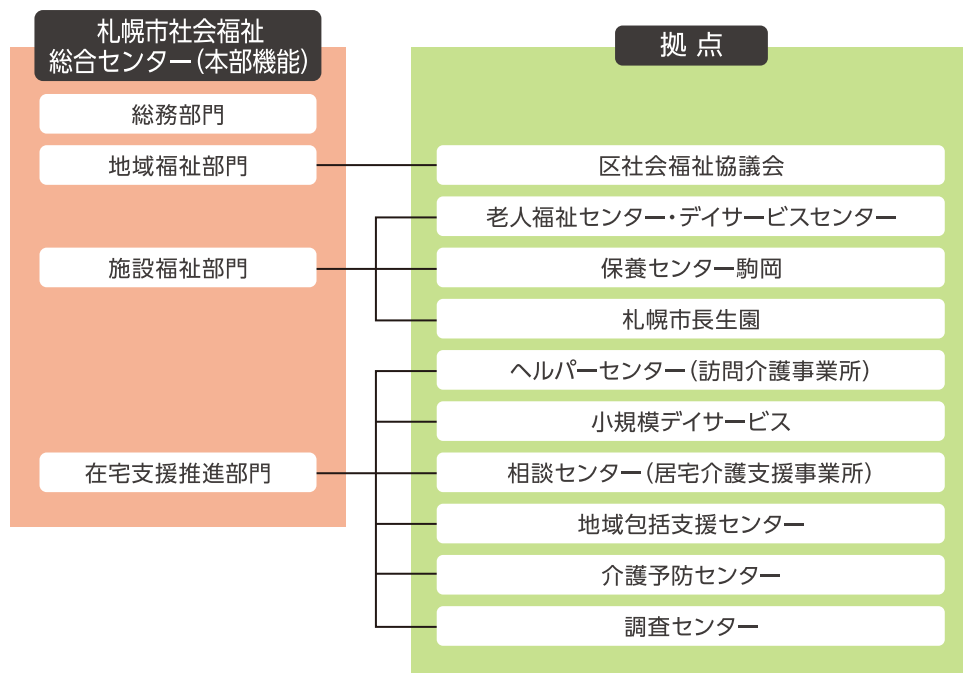 札幌市社会福祉
総合センター（本部機能）
総務部門
地域福祉部門
施設福祉部門
在宅支援推進部門
拠点
区社会福祉協議会
老人福祉センター・デイサービスセンター
保養センター駒岡
札幌市長生園
ヘルパーセンター（訪問介護事業所）
小規模デイサービス
相談センター（居宅介護支援事業所）
地域包括支援センター
介護予防センター
調査センター